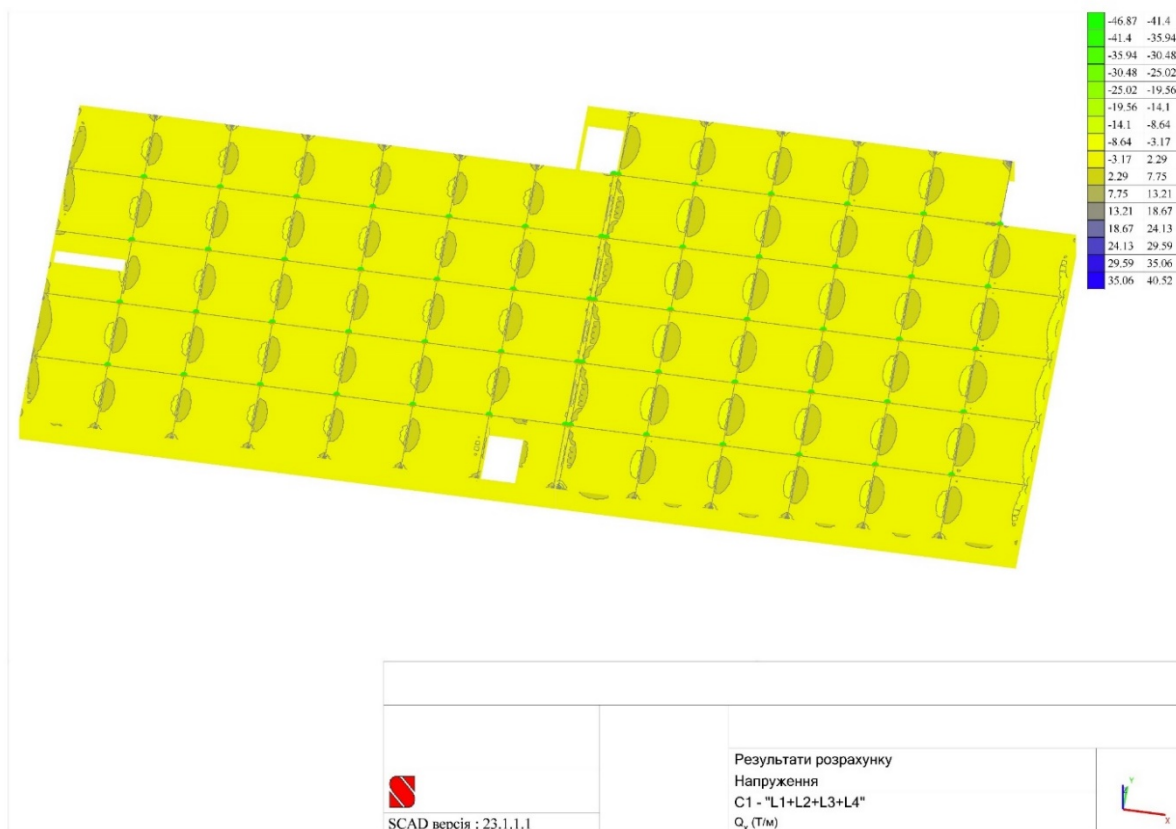 -46.87 -41.4
-41.4 -35.94
-35.94 -30.48
-30.48 -25.02
-25.02 -19.56
-19.56 -14.1
-14.1 -8.64
-8.64 -3.17
-3.17 2.29
2.29 7.75
7.75 13.21
13.21 18.67
18.67 24.13
24.13 29.59
29.59 35.06
35.06 40.52
Результати розрахунку
Напруження
C1 - "L1+L2+L3+L4"
SCAD версія : 23.1.1.1
Qx (Т/м)
Y
X